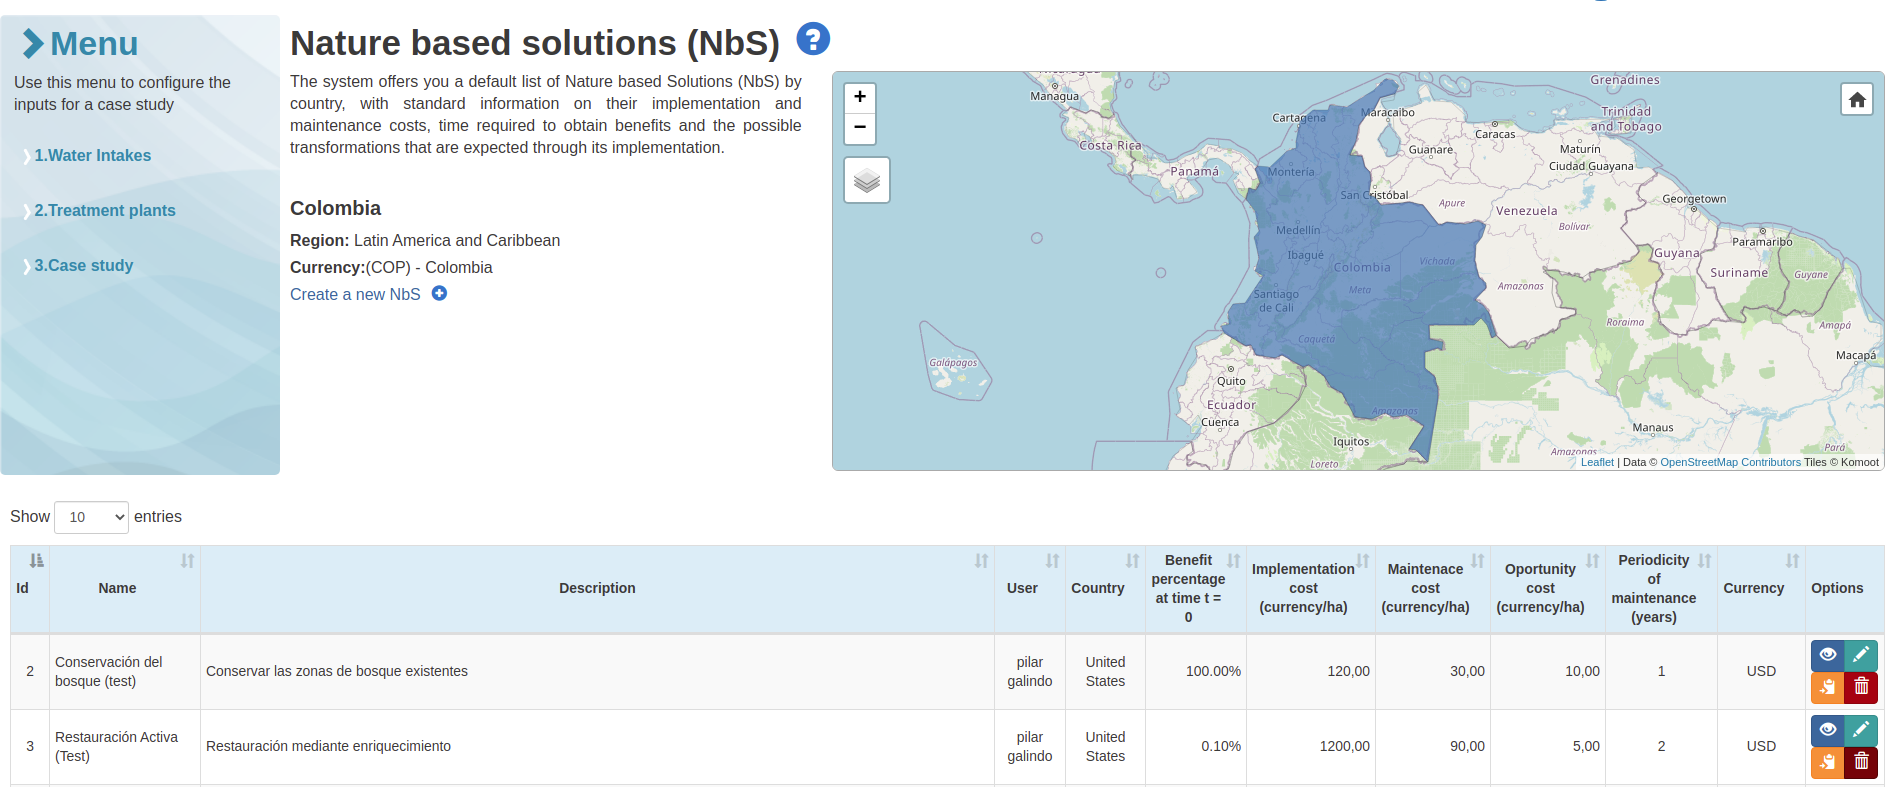 Menu
Use this menu to configure the
inputs for a case study
1.Water Intakes
2.Treatment plants
3.Case study
Nature based solutions (NbS) ?
The system offers you a default list of Nature based Solutions (NbS) by
country, with standard information on their implementation and
maintenance costs, time required to obtain benefits and the possible
transformations that are expected through its implementation.
Colombia
Region: Latin America and Caribbean
Currency:(COP) - Colombia
Create a new NbS
+
−
Managua
Costa Rica
Panamá
Cartagena
Maracaibo
Caracas
Grenadines
Trinidad
and Tobago
Maturín
Guanare
Ciudad Guayana
Montería
San Cristóbal
Apure
Venezuela
Georgetown
Bolívar
Medellín
Paramaribo
Ibagué
Colombia
Vichada
Guyana
Suriname
Guyane
Meta
Amazonas
Santiago
de Cali
Roraima
Amapá
Caquetá
Macapá
Galápagos
Quito
Ecuador
Cuenca
Amazonas
Manaus
Iquitos
Loreto
Amazonas
Pará
Leaflet | Data © OpenStreetMap Contributors Tiles © Komoot
Show 10 entries
Id Name Description User Country Benefit percentage at time t = 0 Implementation cost (currency/ha) Maintenace cost (currency/ha) Oportunity cost (currency/ha) Periodicity of maintenance (years) Currency Options
2 Conservación del bosque (test) Conservar las zonas de bosque existentes pilar galindo United States 100.00% 120,00 30,00 10,00 1 USD
3 Restauración Activa (Test) Restauración mediante enriquecimiento pilar galindo United States 0.10% 1200,00 90,00 5,00 2 USD